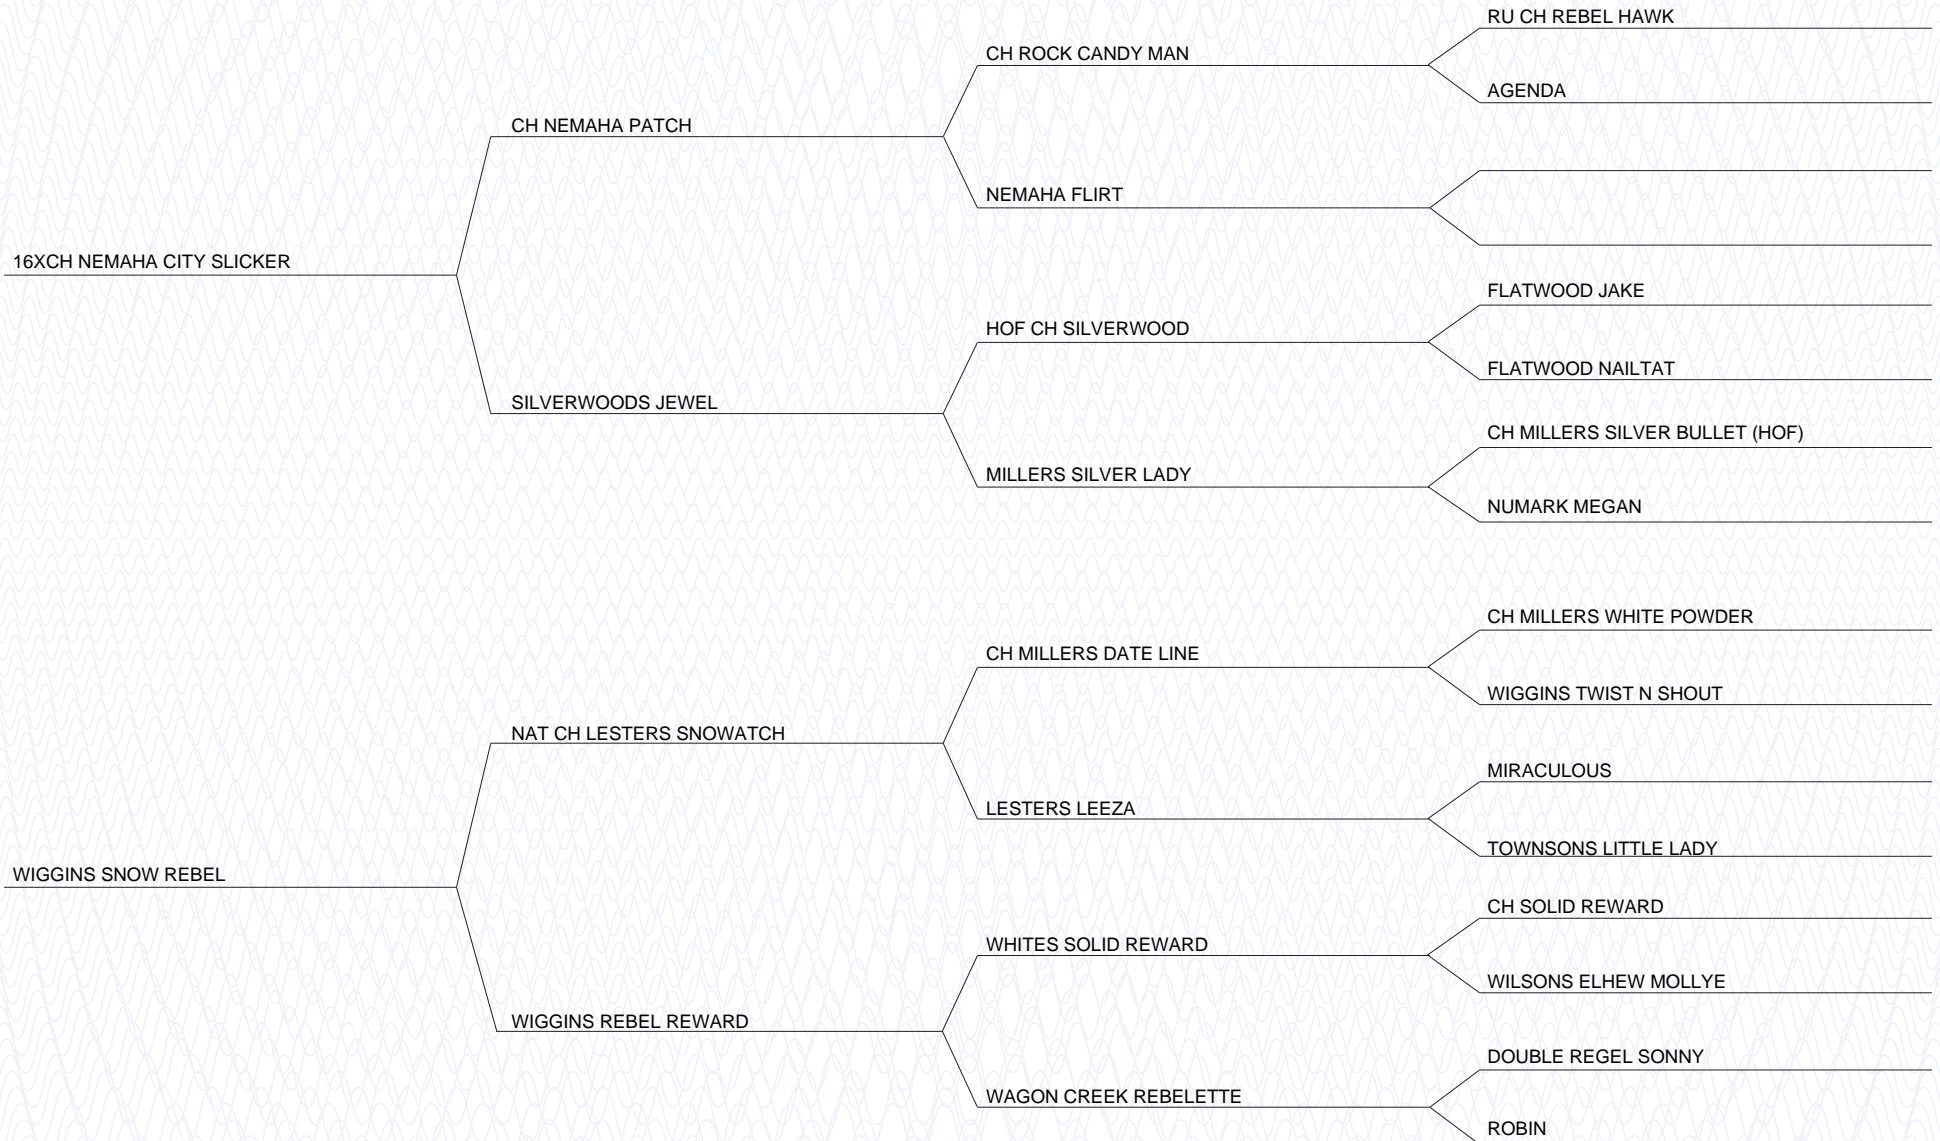 RU CH REBEL HAWK
CH ROCK CANDY MAN
AGENDA
CH NEMAHA PATCH
NEMAHA FLIRT
16XCH NEMAHA CITY SLICKER
FLATWOOD JAKE
HOF CH SILVERWOOD
FLATWOOD NAILTAT
SILVERWOODS JEWEL
CH MILLERS SILVER BULLET (HOF)
MILLERS SILVER LADY
NUMARK MEGAN
CH MILLERS WHITE POWDER
CH MILLERS DATE LINE
WIGGINS TWIST N SHOUT
NAT CH LESTERS SNOWATCH
MIRACULOUS
LESTERS LEEZA
TOWNSONS LITTLE LADY
WIGGINS SNOW REBEL
CH SOLID REWARD
WHITES SOLID REWARD
WILSONS ELHEW MOLLYE
WIGGINS REBEL REWARD
DOUBLE REGEL SONNY
WAGON CREEK REBELETTE
ROBIN